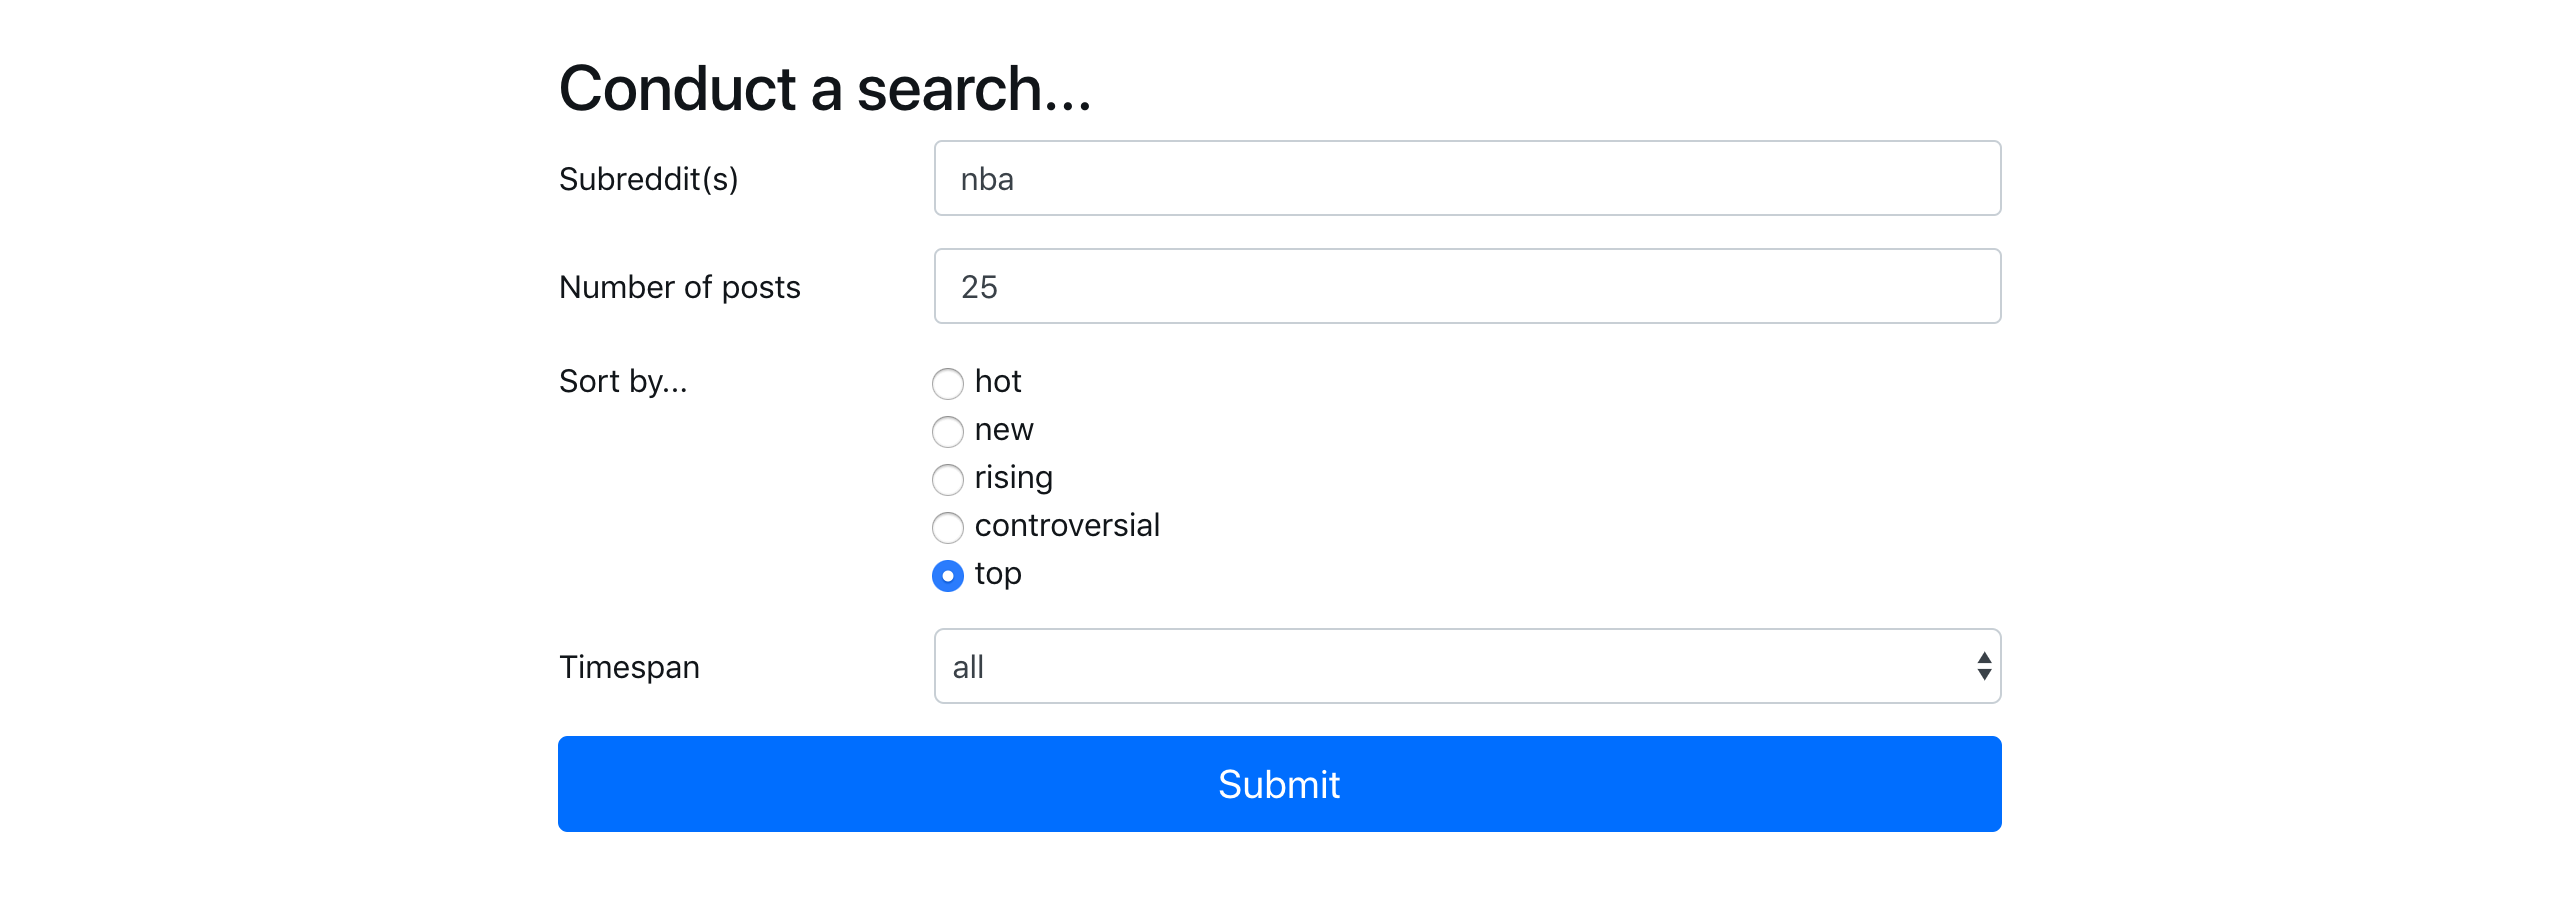 Conduct a search...
Subreddit(s) nba
Number of posts 25
Sort by... hot
new
rising
controversial
top
Timespan all
Submit